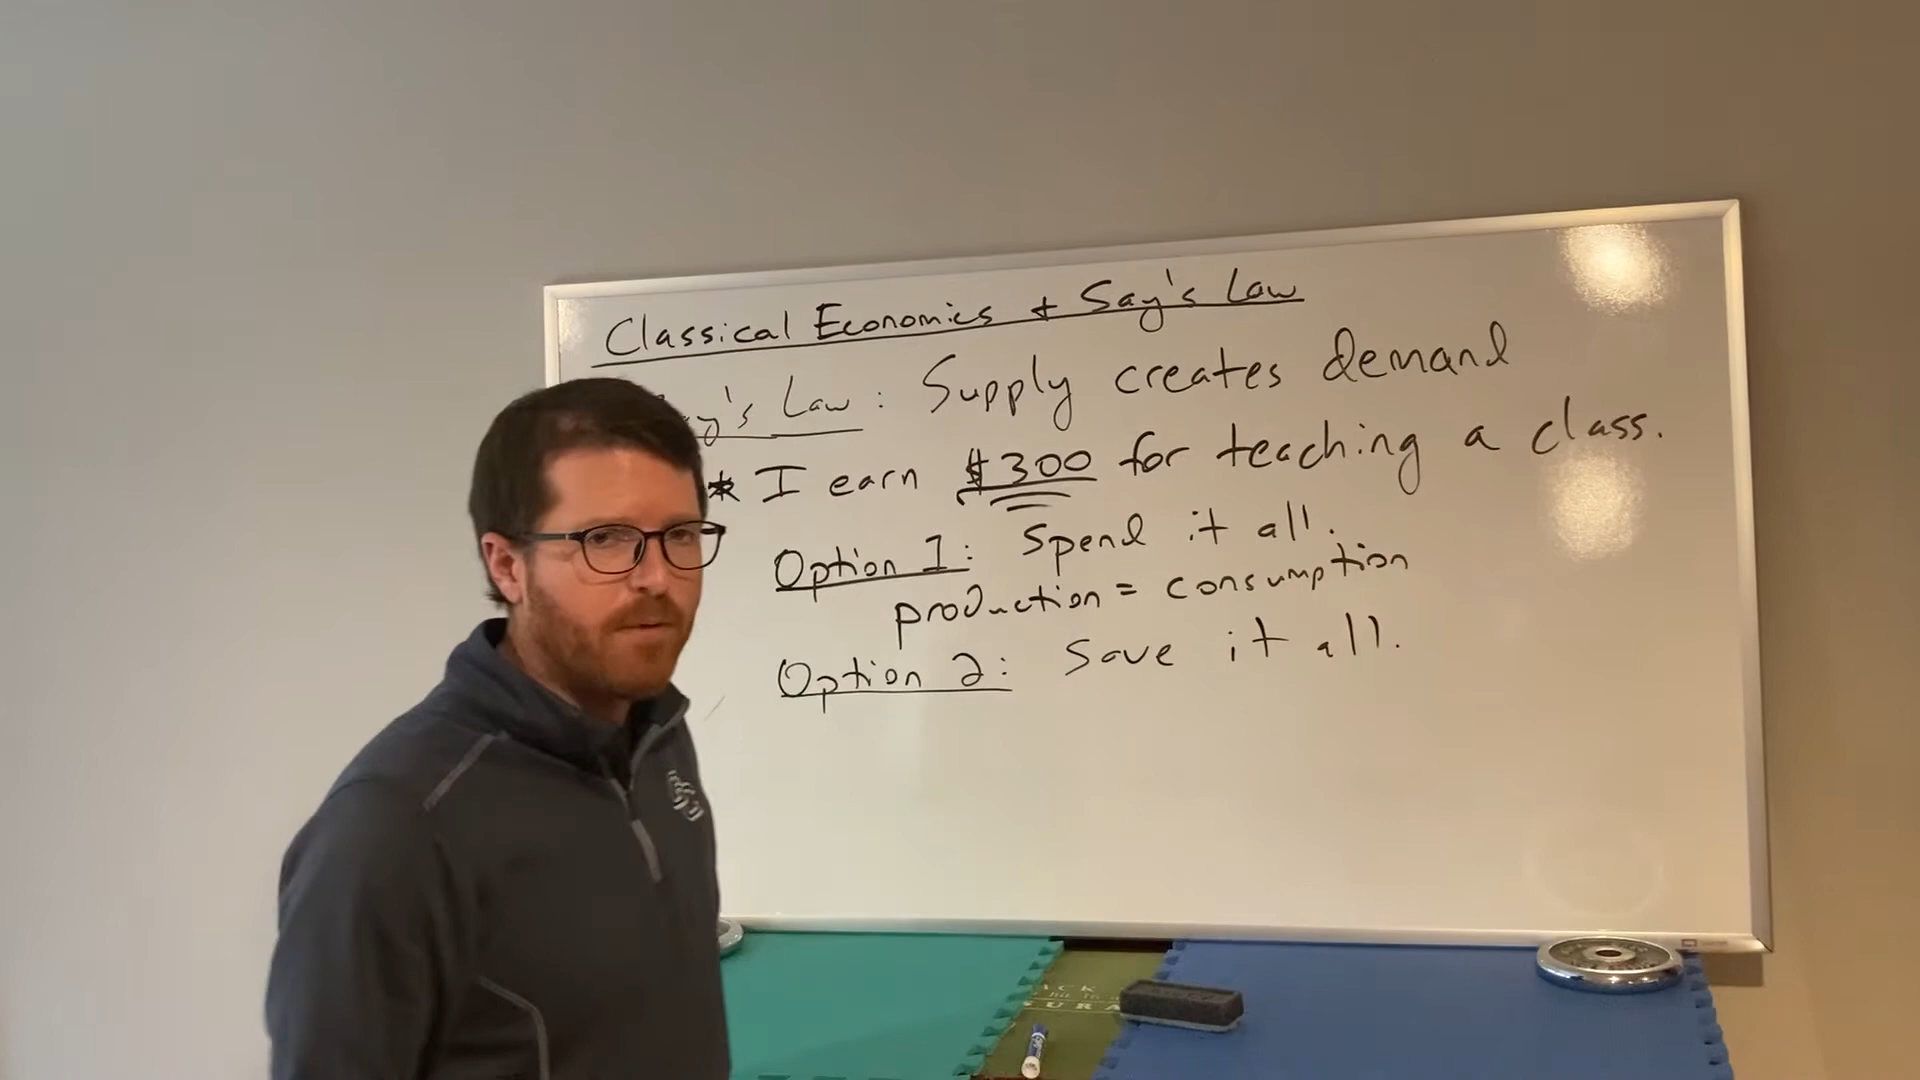 Classical Economics + Say's Law
Law: Supply creates demand
* I earn $300 for teaching a class.
Option 1: Spend it all.
production = consumption
Option 2: Save it all.